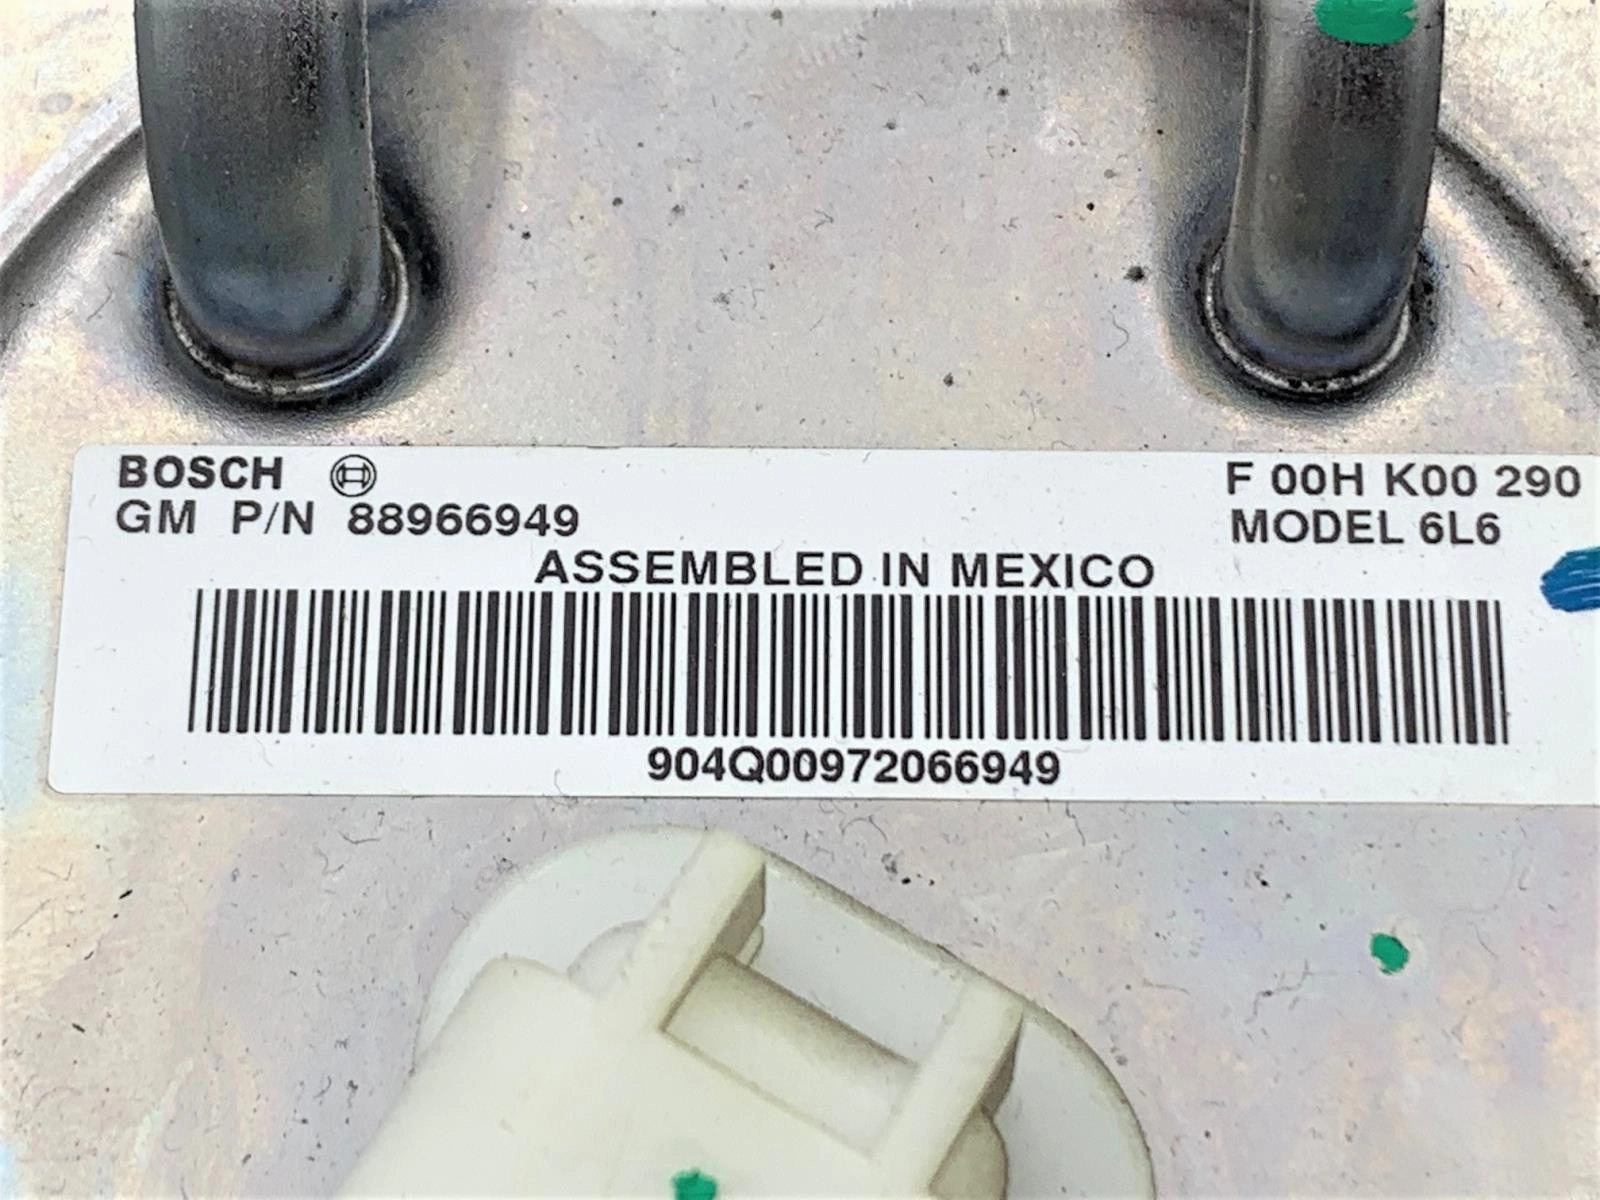 BOSCH
F 00H K00 290
GM P/N 88966949
MODEL 6L6
ASSEMBLED IN MEXICO
904Q00972066949